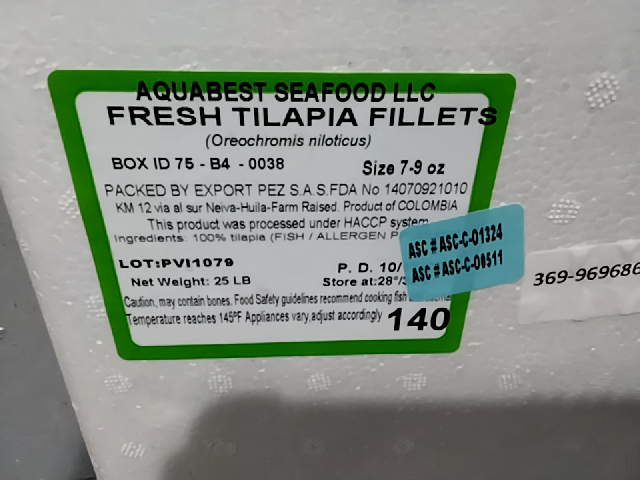 AQUABEST SEAFOOD LLC
FRESH TILAPIA FILLETS
(Oreochromis niloticus)
BOX ID 75 - B4 - 0038
Size 7-9 oz
PACKED BY EXPORT PEZ S.A.S.FDA No 14070921010
KM 12 via al sur Neiva-Huila-Farm Raised. Product of COLOMBIA
This product was processed under HACCP system
Ingredients: 100% tilapia (FISH / ALLERGEN
ASC # ASC-C-01324
ASC # ASC-C-00511
LOT:PVI1079
P. D. 10/
Net Weight: 25 LB
Store at:28°/
369-969686
Caution, may contain bones. Food Safety guidelines recommend cooking fish
Temperature reaches 145ºF Appliances vary,adjust accordingly
140